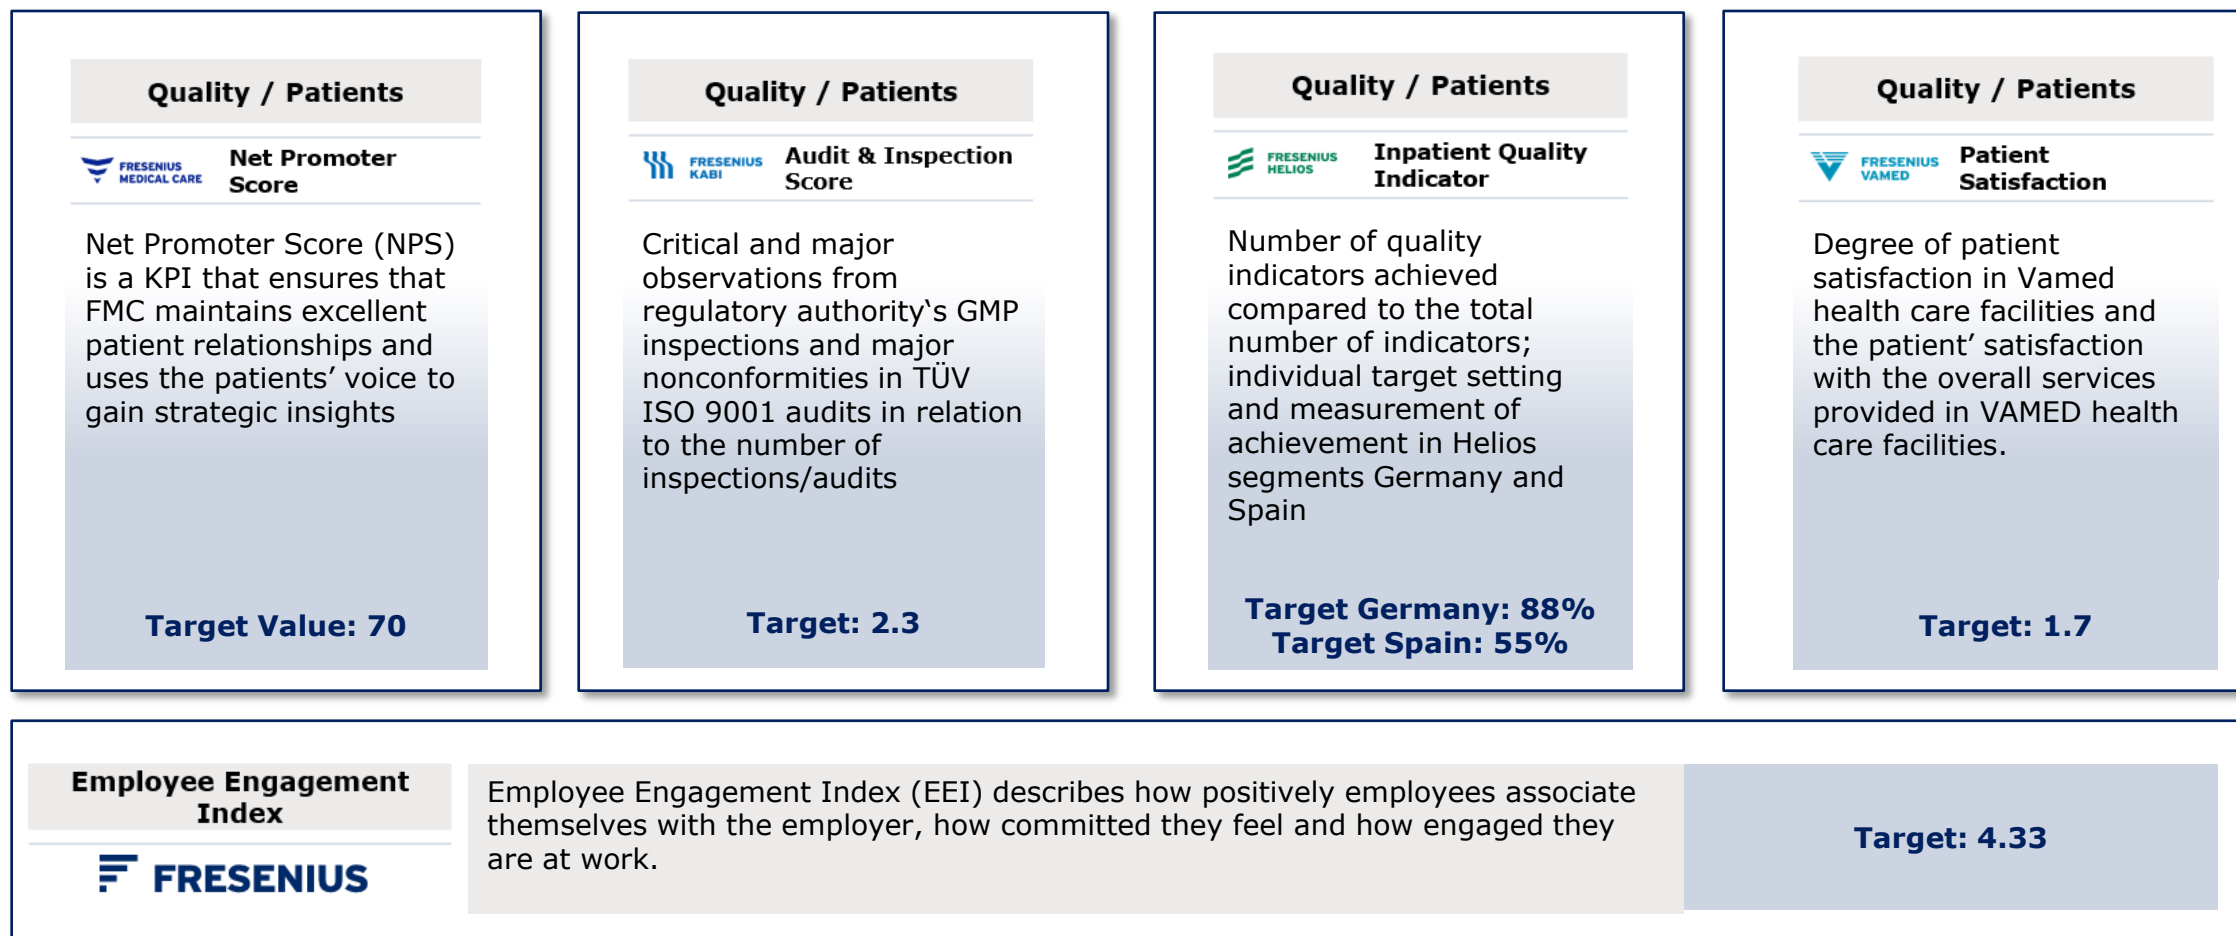 Quality / Patients
FRESENIUS
MEDICAL CARE
Net Promoter
Score
Net Promoter Score (NPS)
is a KPI that ensures that
FMC maintains excellent
patient relationships and
uses the patients’ voice to
gain strategic insights
Target Value: 70
Quality / Patients
FRESENIUS
KABI
Audit & Inspection
Score
Critical and major
observations from
regulatory authority‘s GMP
inspections and major
nonconformities in TÜV
ISO 9001 audits in relation
to the number of
inspections/audits
Target: 2.3
Quality / Patients
FRESENIUS
HELIOS
Inpatient Quality
Indicator
Number of quality
indicators achieved
compared to the total
number of indicators;
individual target setting
and measurement of
achievement in Helios
segments Germany and
Spain
Target Germany: 88%
Target Spain: 55%
Quality / Patients
FRESENIUS
VAMED
Patient
Satisfaction
Degree of patient
satisfaction in Vamed
health care facilities and
the patient’ satisfaction
with the overall services
provided in VAMED health
care facilities.
Target: 1.7
Employee Engagement
Index
FRESENIUS
Employee Engagement Index (EEI) describes how positively employees associate
themselves with the employer, how committed they feel and how engaged they
are at work.
Target: 4.33